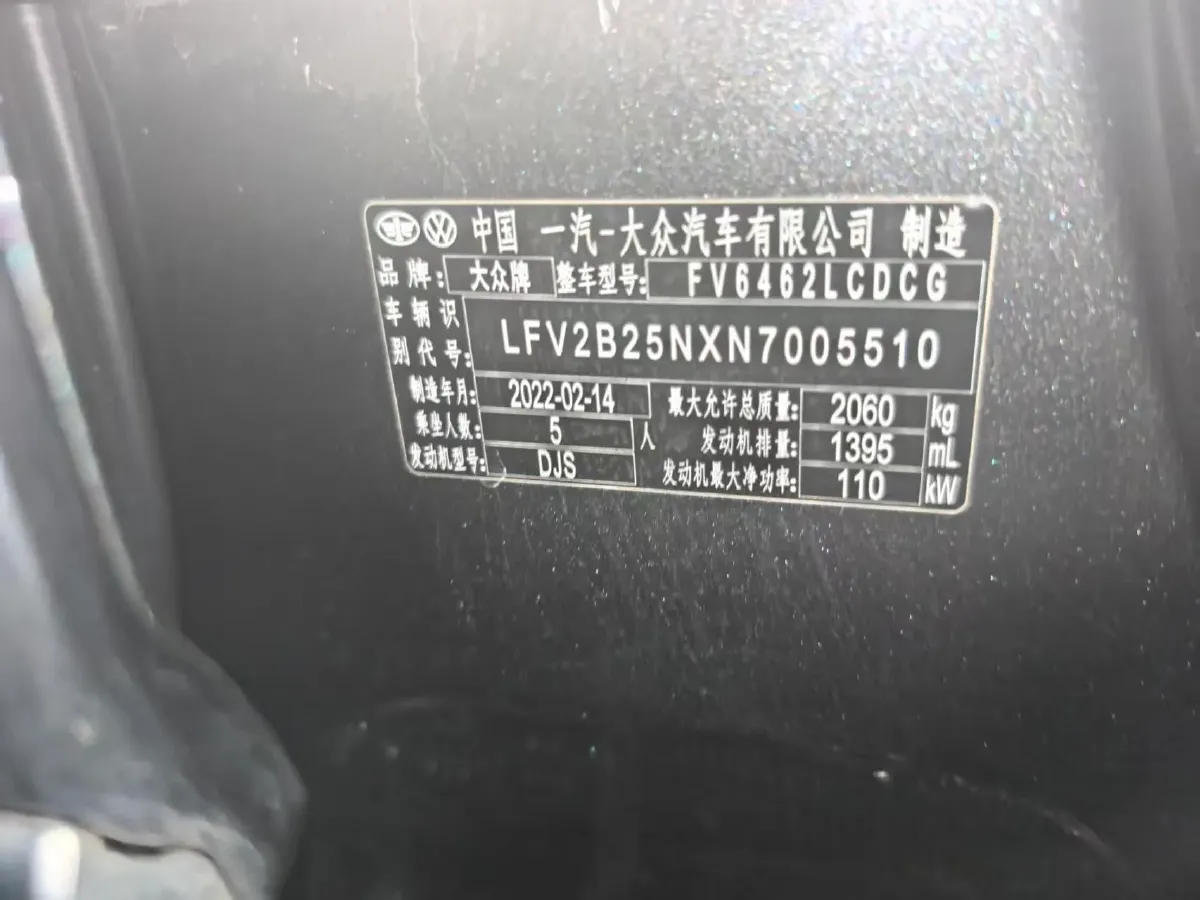 中国 一汽-大众汽车有限公司 制造
品牌: 大众牌 整车型号: FV6462LCDCG
车辆识别代号: LFV2B25NXN7005510
制造年月: 2022-02-14 最大允许总质量: 2060 kg
乘坐人数: 5 人 发动机排量: 1395 mL
发动机型号: DJS 发动机最大净功率: 110 kW